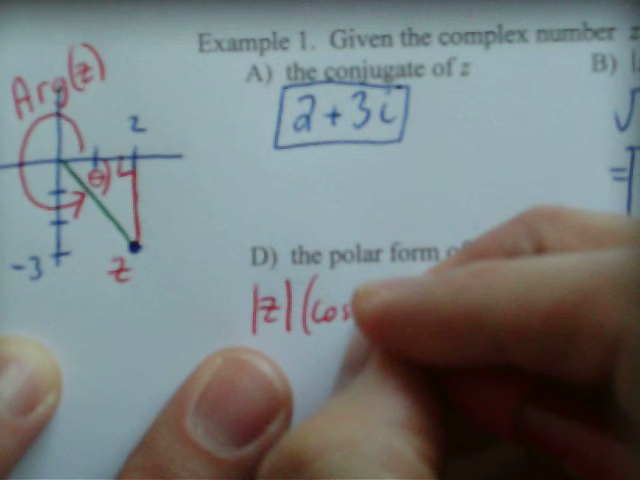 Example 1. Given the complex number z
A) the conjugate of z
B)
2 + 3i
Arg(z)
2
θ
-3
z
D) the polar form
|z| (cos